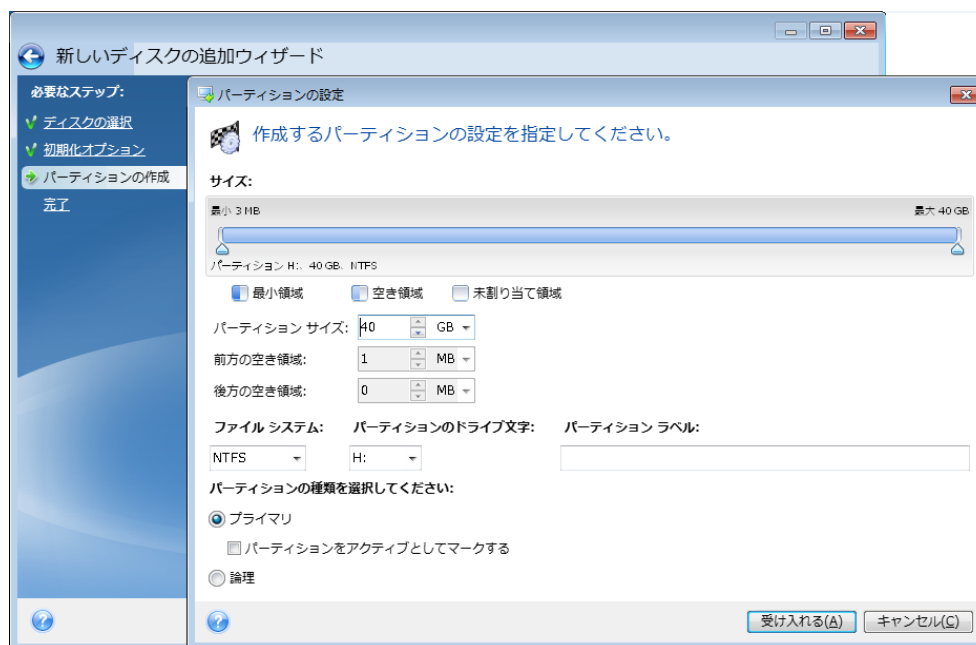 新しいディスクの追加ウィザード
必要なステップ:
ディスクの選択
初期化オプション
パーティションの作成
完了
パーティションの設定
作成するパーティションの設定を指定してください。
サイズ:
最小 3 MB 最大 40 GB
パーティション H:、40 GB、NTFS
最小領域 空き領域 未割り当て領域
パーティション サイズ: 40 GB
前方の空き領域: 1 MB
後方の空き領域: 0 MB
ファイル システム: パーティションのドライブ文字: パーティション ラベル:
NTFS H:
パーティションの種類を選択してください:
プライマリ
パーティションをアクティブとしてマークする
論理
受け入れる(A) キャンセル(C)